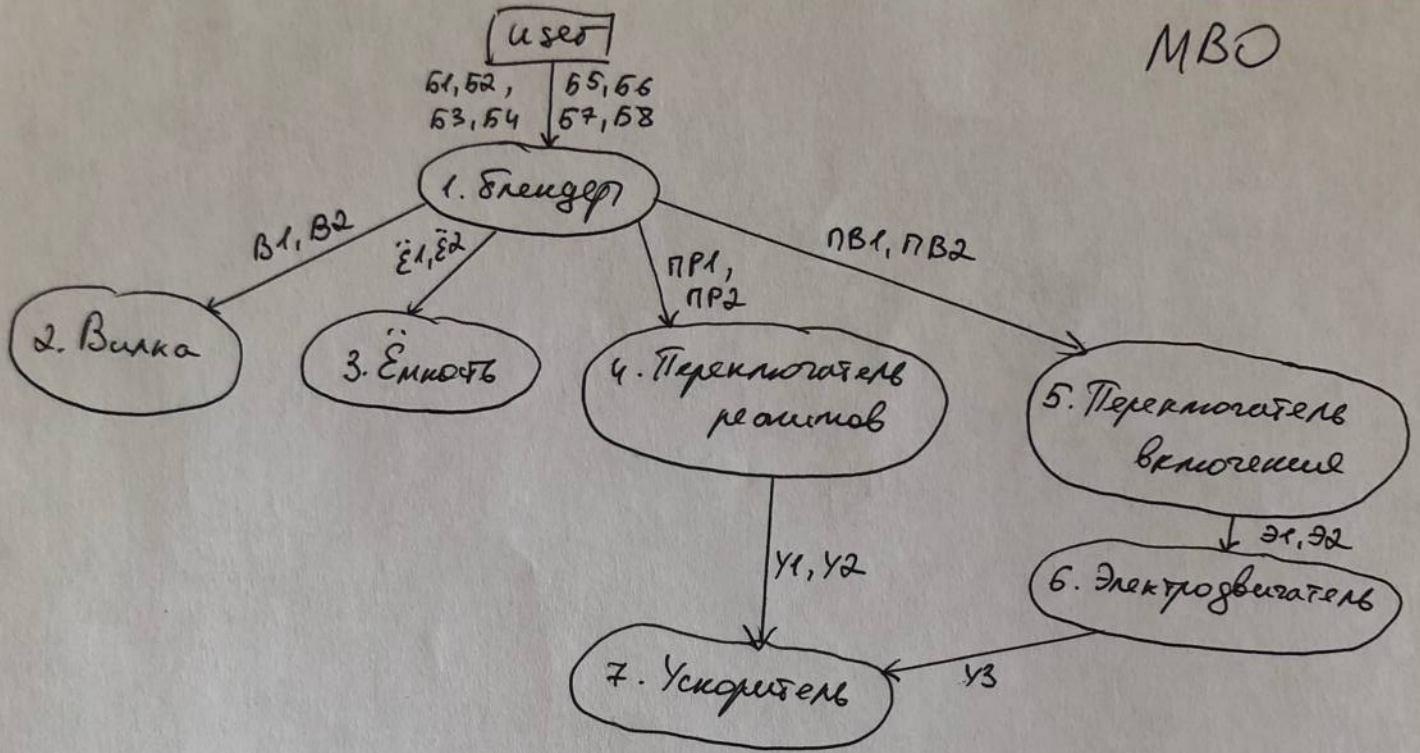 user
МВО
Б1, Б2, Б5, Б6
Б3, Б4 Б7, Б8
1. Блендер
В1, В2
Ё1, Ё2
ПР1,
ПР2
ПВ1, ПВ2
2. Вилка
3. Ёмкость
4. Переключатель
режимов
5. Переключатель
включения
У1, У2
Э1, Э2
6. Электродвигатель
У3
7. Ускоритель